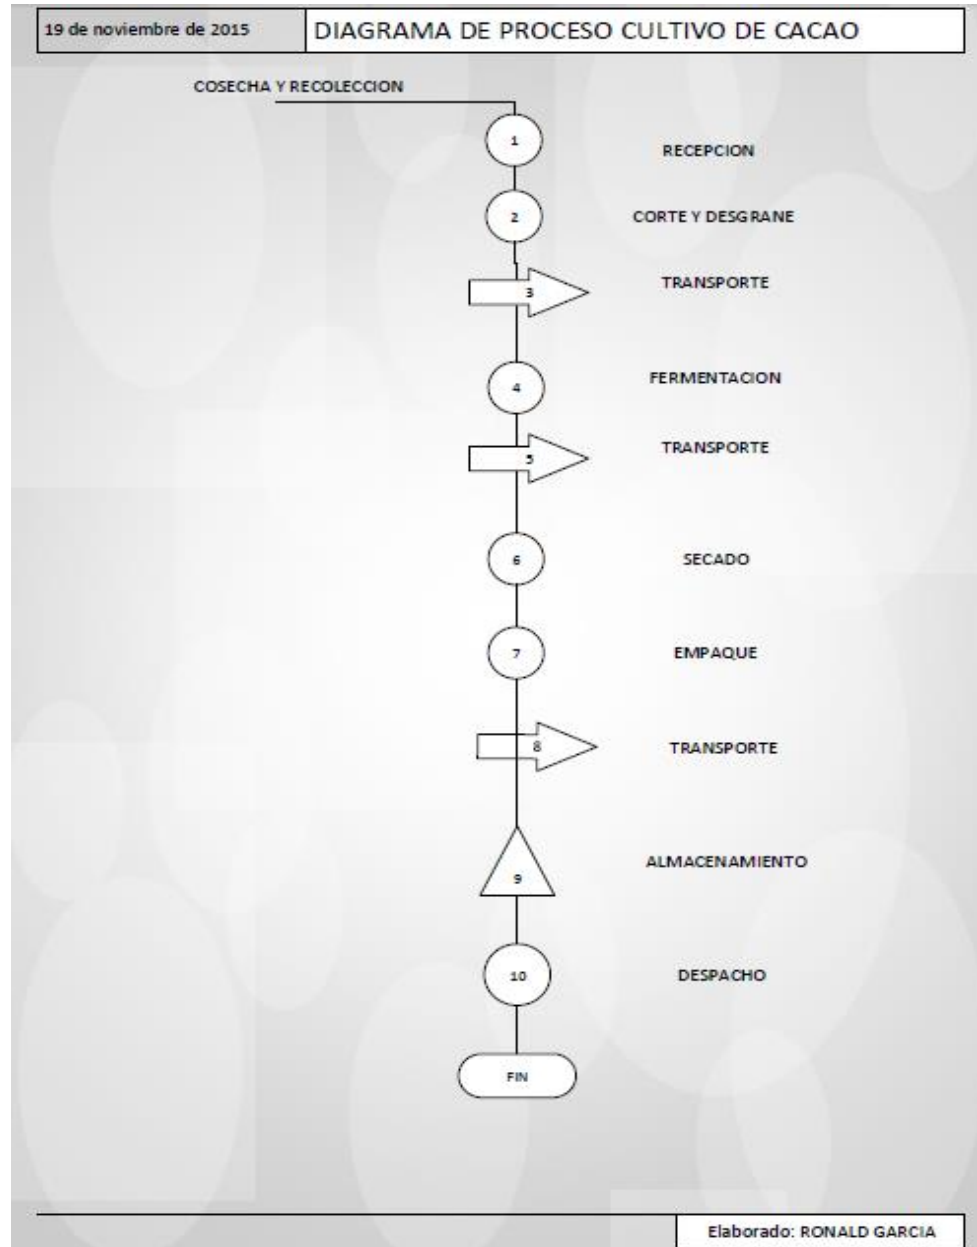 19 de noviembre de 2015
DIAGRAMA DE PROCESO CULTIVO DE CACAO
COSECHA Y RECOLECCION
1
RECEPCION
2
CORTE Y DESGRANE
3
TRANSPORTE
4
FERMENTACION
5
TRANSPORTE
6
SECADO
7
EMPAQUE
8
TRANSPORTE
9
ALMACENAMIENTO
10
DESPACHO
FIN
Elaborado: RONALD GARCIA